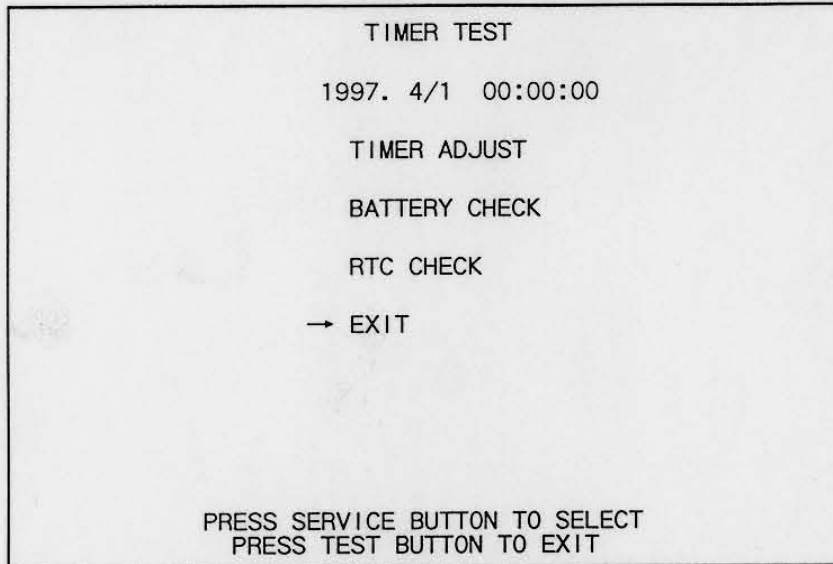 TIMER TEST
1997. 4/1 00:00:00
TIMER ADJUST
BATTERY CHECK
RTC CHECK
→ EXIT
PRESS SERVICE BUTTON TO SELECT
PRESS TEST BUTTON TO EXIT